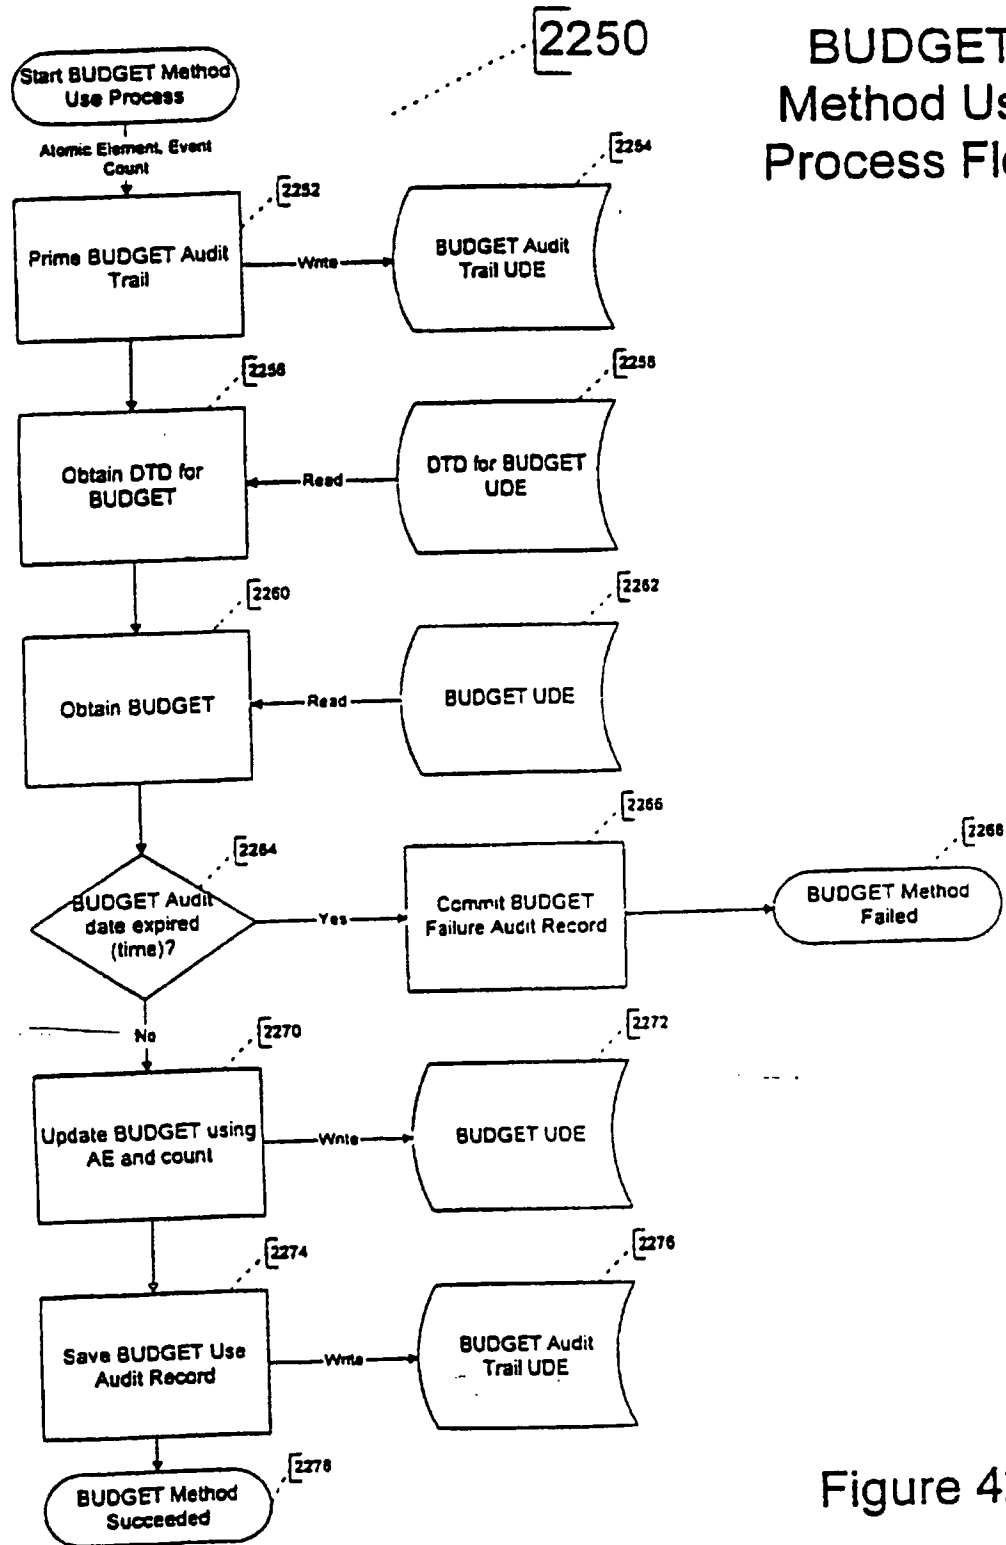 2250
BUDGET
Method Us
Process Flo
Start BUDGET Method
Use Process
Atomic Element, Event
Count
2252
2254
Prime BUDGET Audit
Trail
Write
BUDGET Audit
Trail UDE
2256
2258
Obtain DTD for
BUDGET
Read
DTD for BUDGET
UDE
2260
2262
Obtain BUDGET
Read
BUDGET UDE
2264
2266
2268
BUDGET Audit
date expired
(time)?
Yes
Commit BUDGET
Failure Audit Record
BUDGET Method
Failed
No
2270
2272
Update BUDGET using
AE and count
Write
BUDGET UDE
2274
2276
Save BUDGET Use
Audit Record
Write
BUDGET Audit
Trail UDE
2278
BUDGET Method
Succeeded
Figure 4